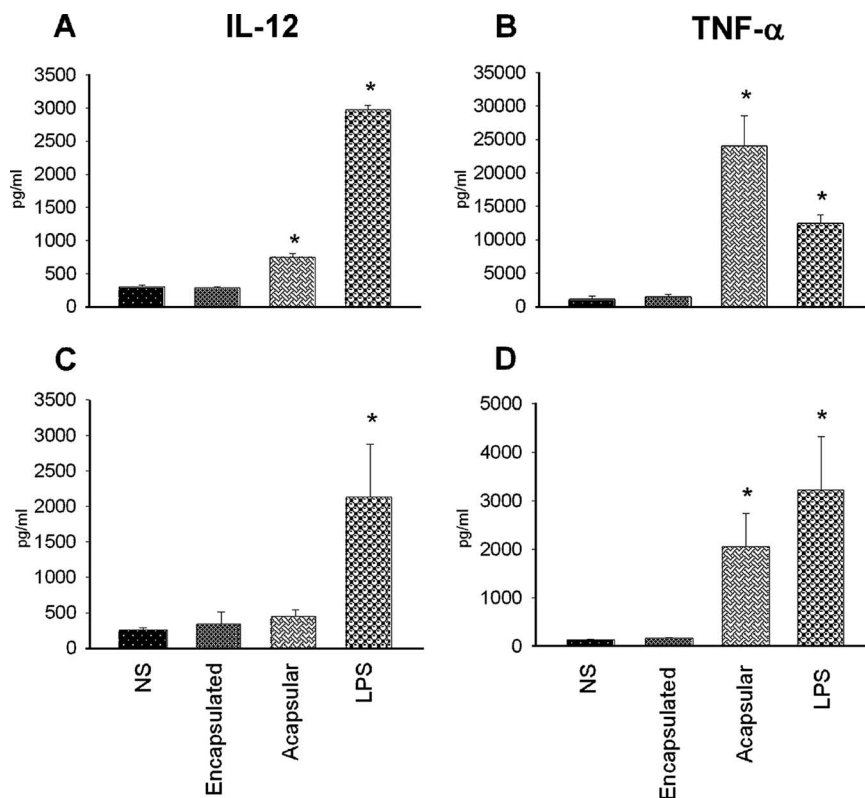 A IL-12
B TNF-α
3500
3000
2500
2000
1500
1000
500
0
pg/ml
*
*
35000
30000
25000
20000
15000
10000
5000
0
pg/ml
*
*
C
3500
3000
2500
2000
1500
1000
500
0
pg/ml
*
NS
Encapsulated
Acapsular
LPS
D
5000
4000
3000
2000
1000
0
pg/ml
*
*
NS
Encapsulated
Acapsular
LPS